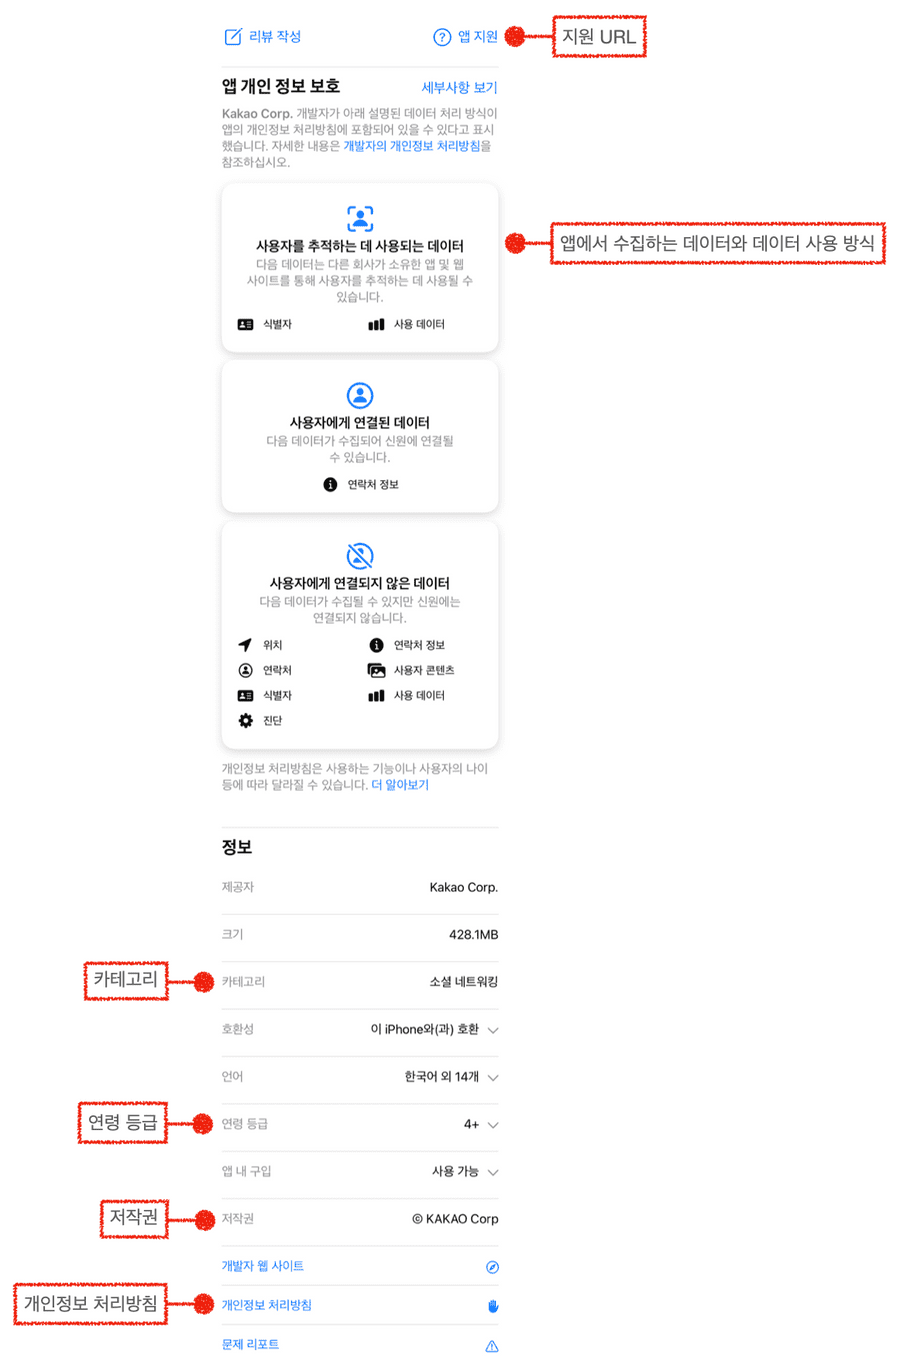 리뷰 작성
앱 지원
지원 URL
앱 개인 정보 보호
세부사항 보기
Kakao Corp. 개발자가 아래 설명된 데이터 처리 방식이
앱의 개인정보 처리방침에 포함되어 있을 수 있다고 표시
했습니다. 자세한 내용은 개발자의 개인정보 처리방침을
참조하십시오.
사용자를 추적하는 데 사용되는 데이터
앱에서 수집하는 데이터와 데이터 사용 방식
다음 데이터는 다른 회사가 소유한 앱 및 웹
사이트를 통해 사용자를 추적하는 데 사용될 수
있습니다.
식별자
사용 데이터
사용자에게 연결된 데이터
다음 데이터가 수집되어 신원에 연결될
수 있습니다.
연락처 정보
사용자에게 연결되지 않은 데이터
다음 데이터가 수집될 수 있지만 신원에는
연결되지 않습니다.
위치
연락처 정보
연락처
사용자 콘텐츠
식별자
사용 데이터
진단
개인정보 처리방침은 사용하는 기능이나 사용자의 나이
등에 따라 달라질 수 있습니다. 더 알아보기
정보
제공자
Kakao Corp.
크기
428.1MB
카테고리
카테고리
소셜 네트워킹
호환성
이 iPhone와(과) 호환
언어
한국어 외 14개
연령 등급
연령 등급
4+
앱 내 구입
사용 가능
저작권
저작권
© KAKAO Corp
개발자 웹 사이트
개인정보 처리방침
개인정보 처리방침
문제 리포트